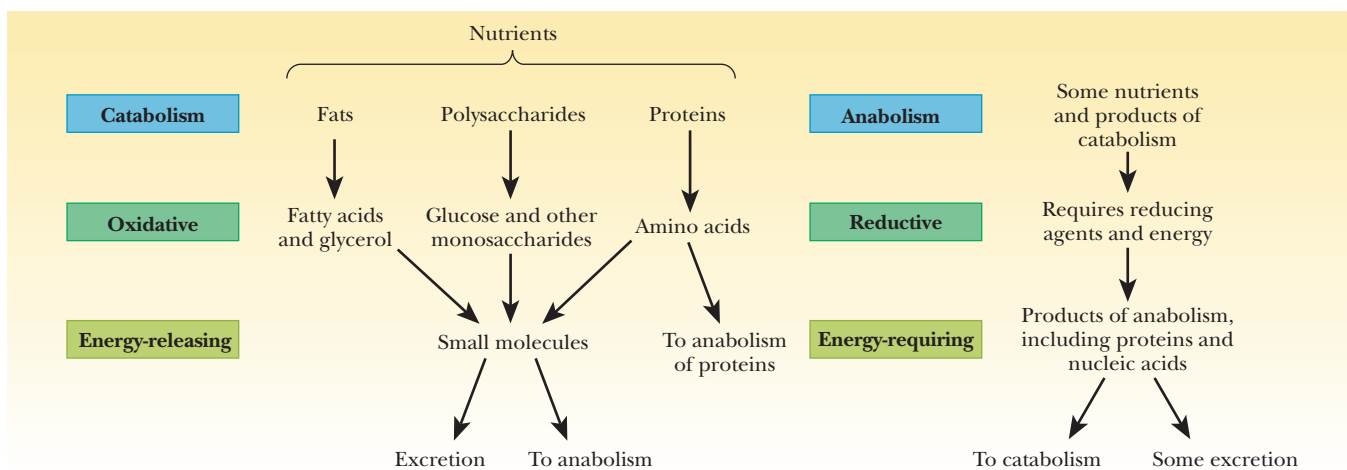 Nutrients
Catabolism
Fats
Polysaccharides
Proteins
Anabolism
Some nutrients
and products of
catabolism
Oxidative
Fatty acids
and glycerol
Glucose and other
monosaccharides
Amino acids
Reductive
Requires reducing
agents and energy
Energy-releasing
Small molecules
To anabolism
of proteins
Energy-requiring
Products of anabolism,
including proteins and
nucleic acids
Excretion
To anabolism
To catabolism
Some excretion